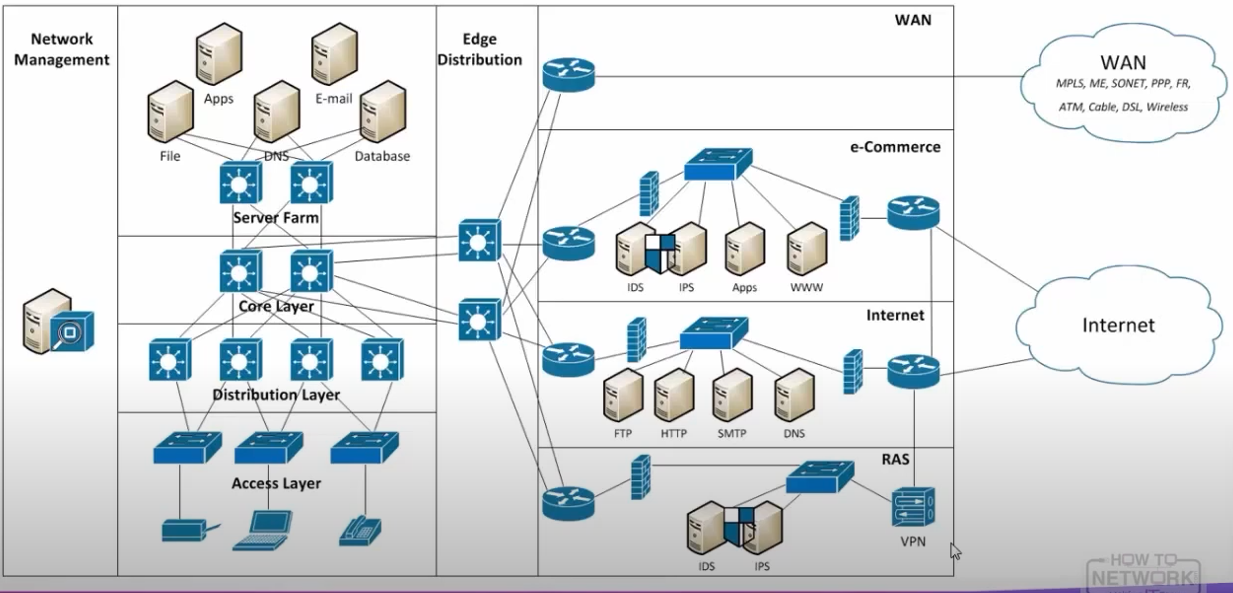 Network
Management
Apps
E-mail
File
DNS
Database
Server Farm
Core Layer
Distribution Layer
Access Layer
Edge
Distribution
WAN
WAN
MPLS, ME, SONET, PPP, FR,
ATM, Cable, DSL, Wireless
e-Commerce
IDS
IPS
Apps
WWW
Internet
Internet
FTP
HTTP
SMTP
DNS
RAS
IDS
IPS
VPN
HOW TO
NETWORK